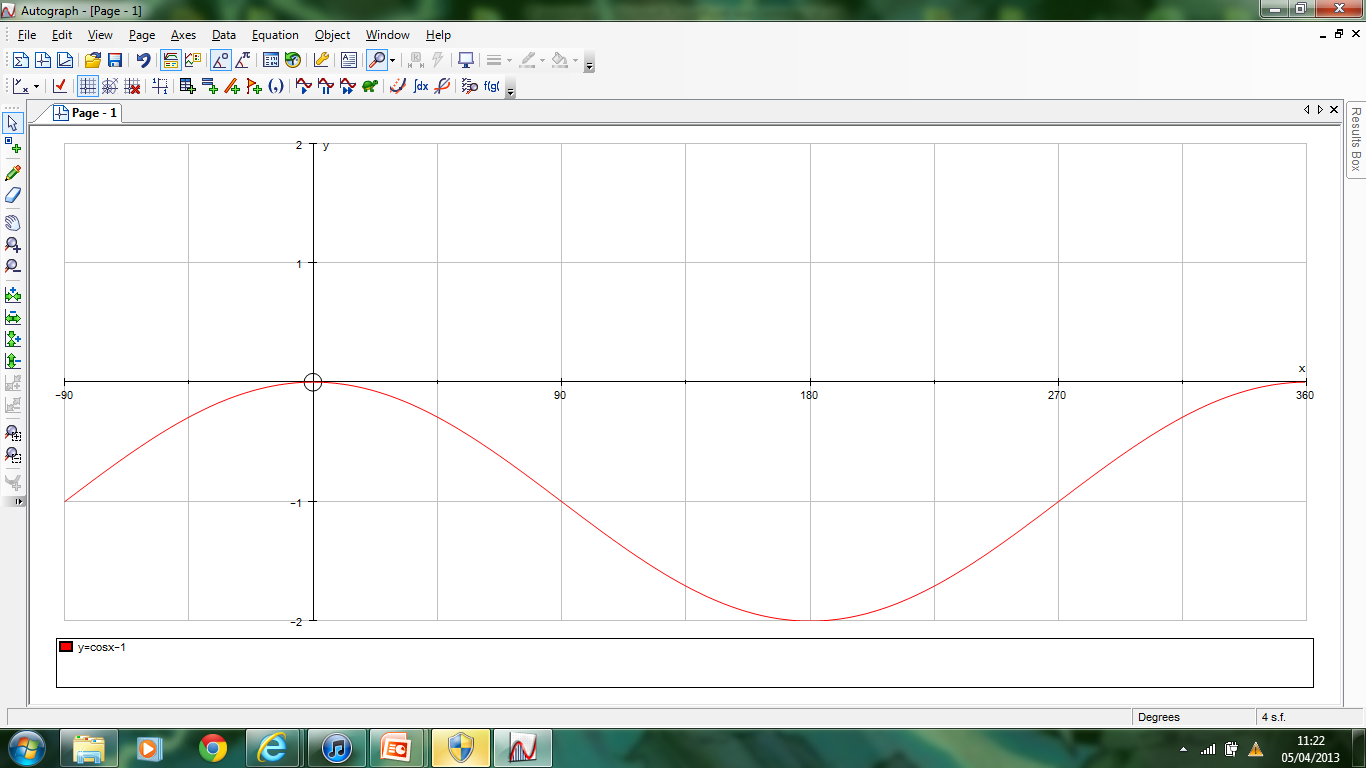 Autograph - [Page - 1]
File Edit View Page Axes Data Equation Object Window Help
Page - 1
Results Box
2 y
1
x
−90 90 180 270 360
−1
−2
y=cosx−1
Degrees 4 s.f.
11:22
05/04/2013